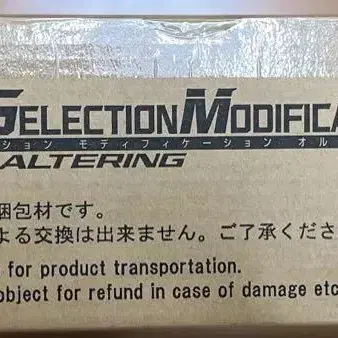 SELECTION MODIFICA
ション モディフィケーション オル
ALTERING
梱包材です。
よる交換は出来ません。ご了承くださ
for product transportation.
object for refund in case of damage etc